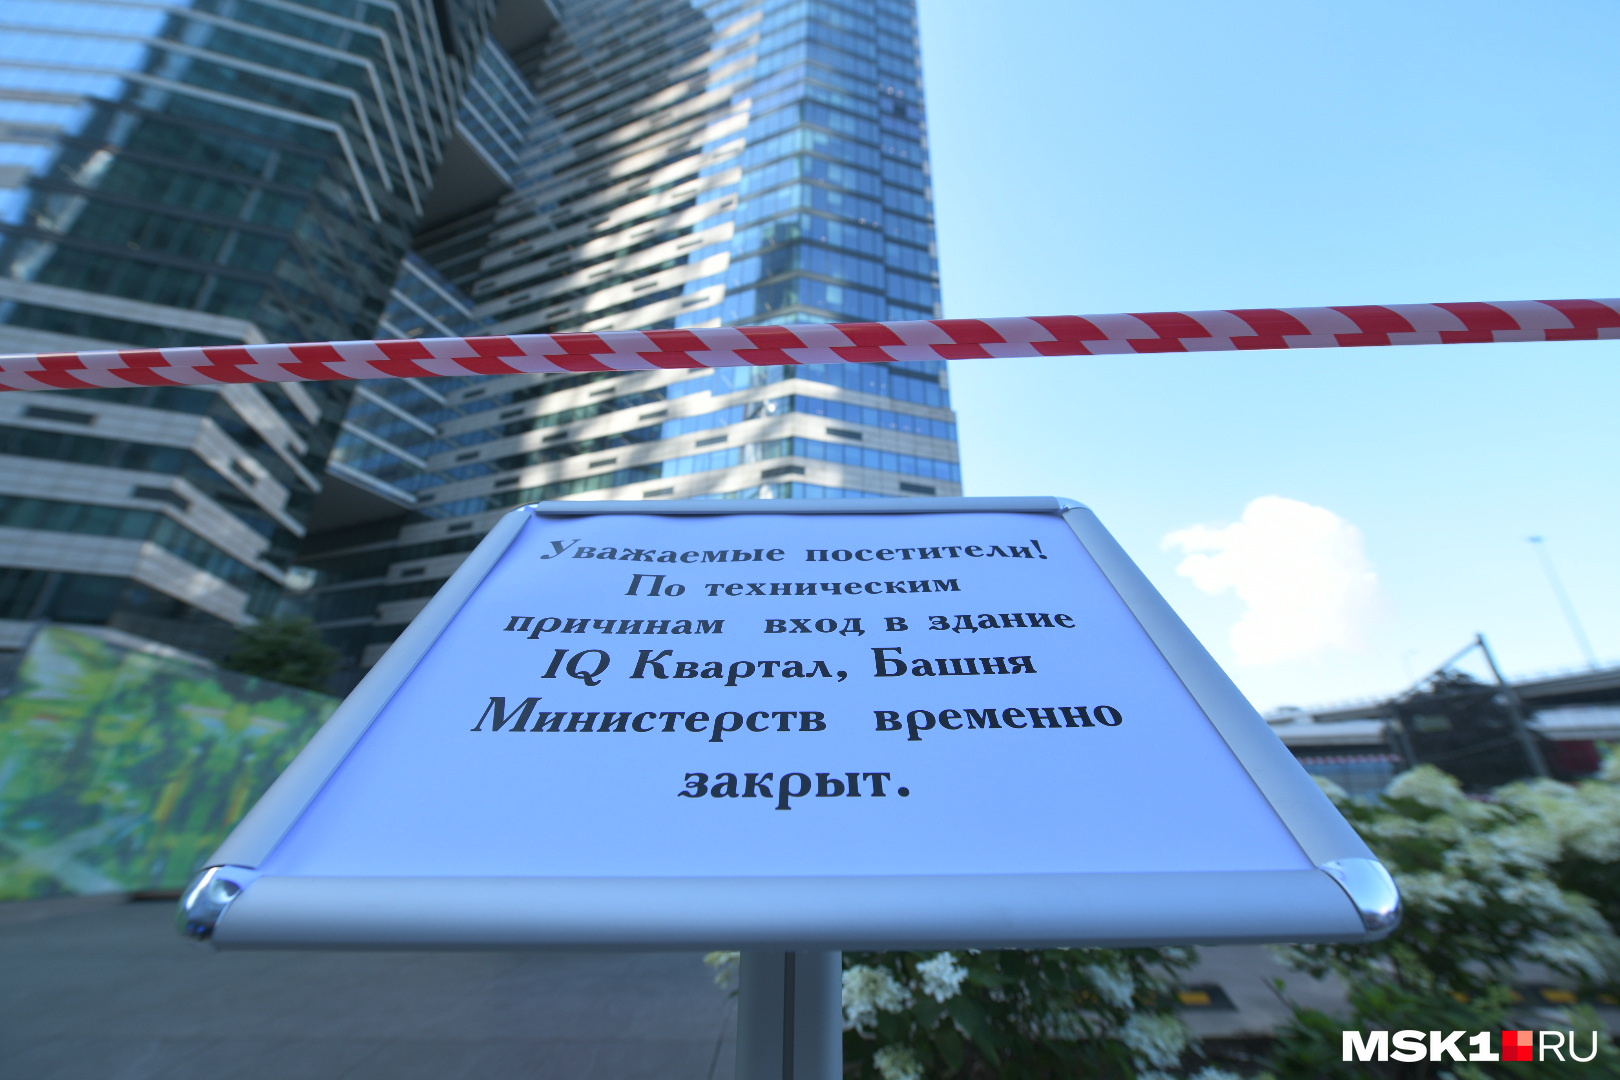 Уважаемые посетители!
По техническим
причинам вход в здание
IQ Квартал, Башня
Министерств временно
закрыт.
MSK1.RU